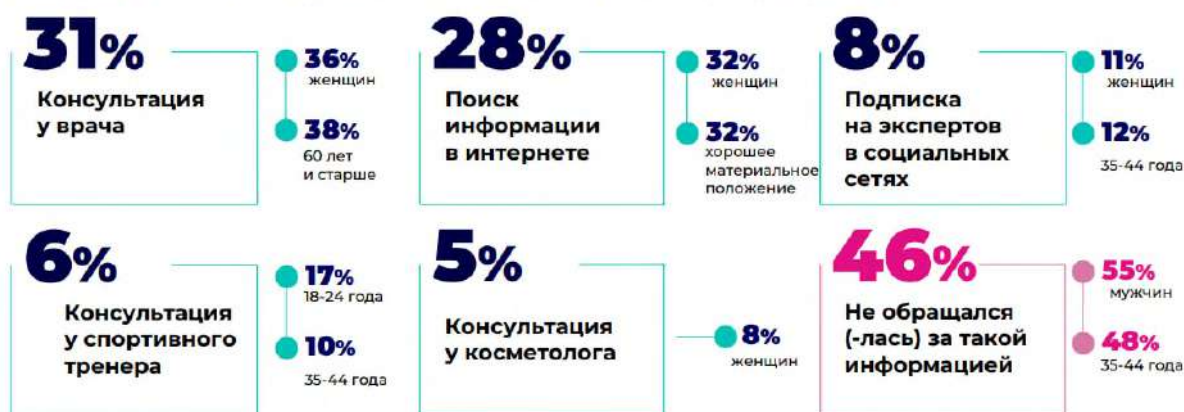 31%
Консультация
у врача
36%
женщин
38%
60 лет
и старше
28%
Поиск
информации
в интернете
32%
женщин
32%
хорошее
материальное
положение
8%
Подписка
на экспертов
в социальных
сетях
11%
женщин
12%
35-44 года
6%
Консультация
у спортивного
тренера
17%
18-24 года
10%
35-44 года
5%
Консультация
у косметолога
8%
женщин
46%
Не обращался
(-лась) за такой
информацией
55%
мужчин
48%
35-44 года